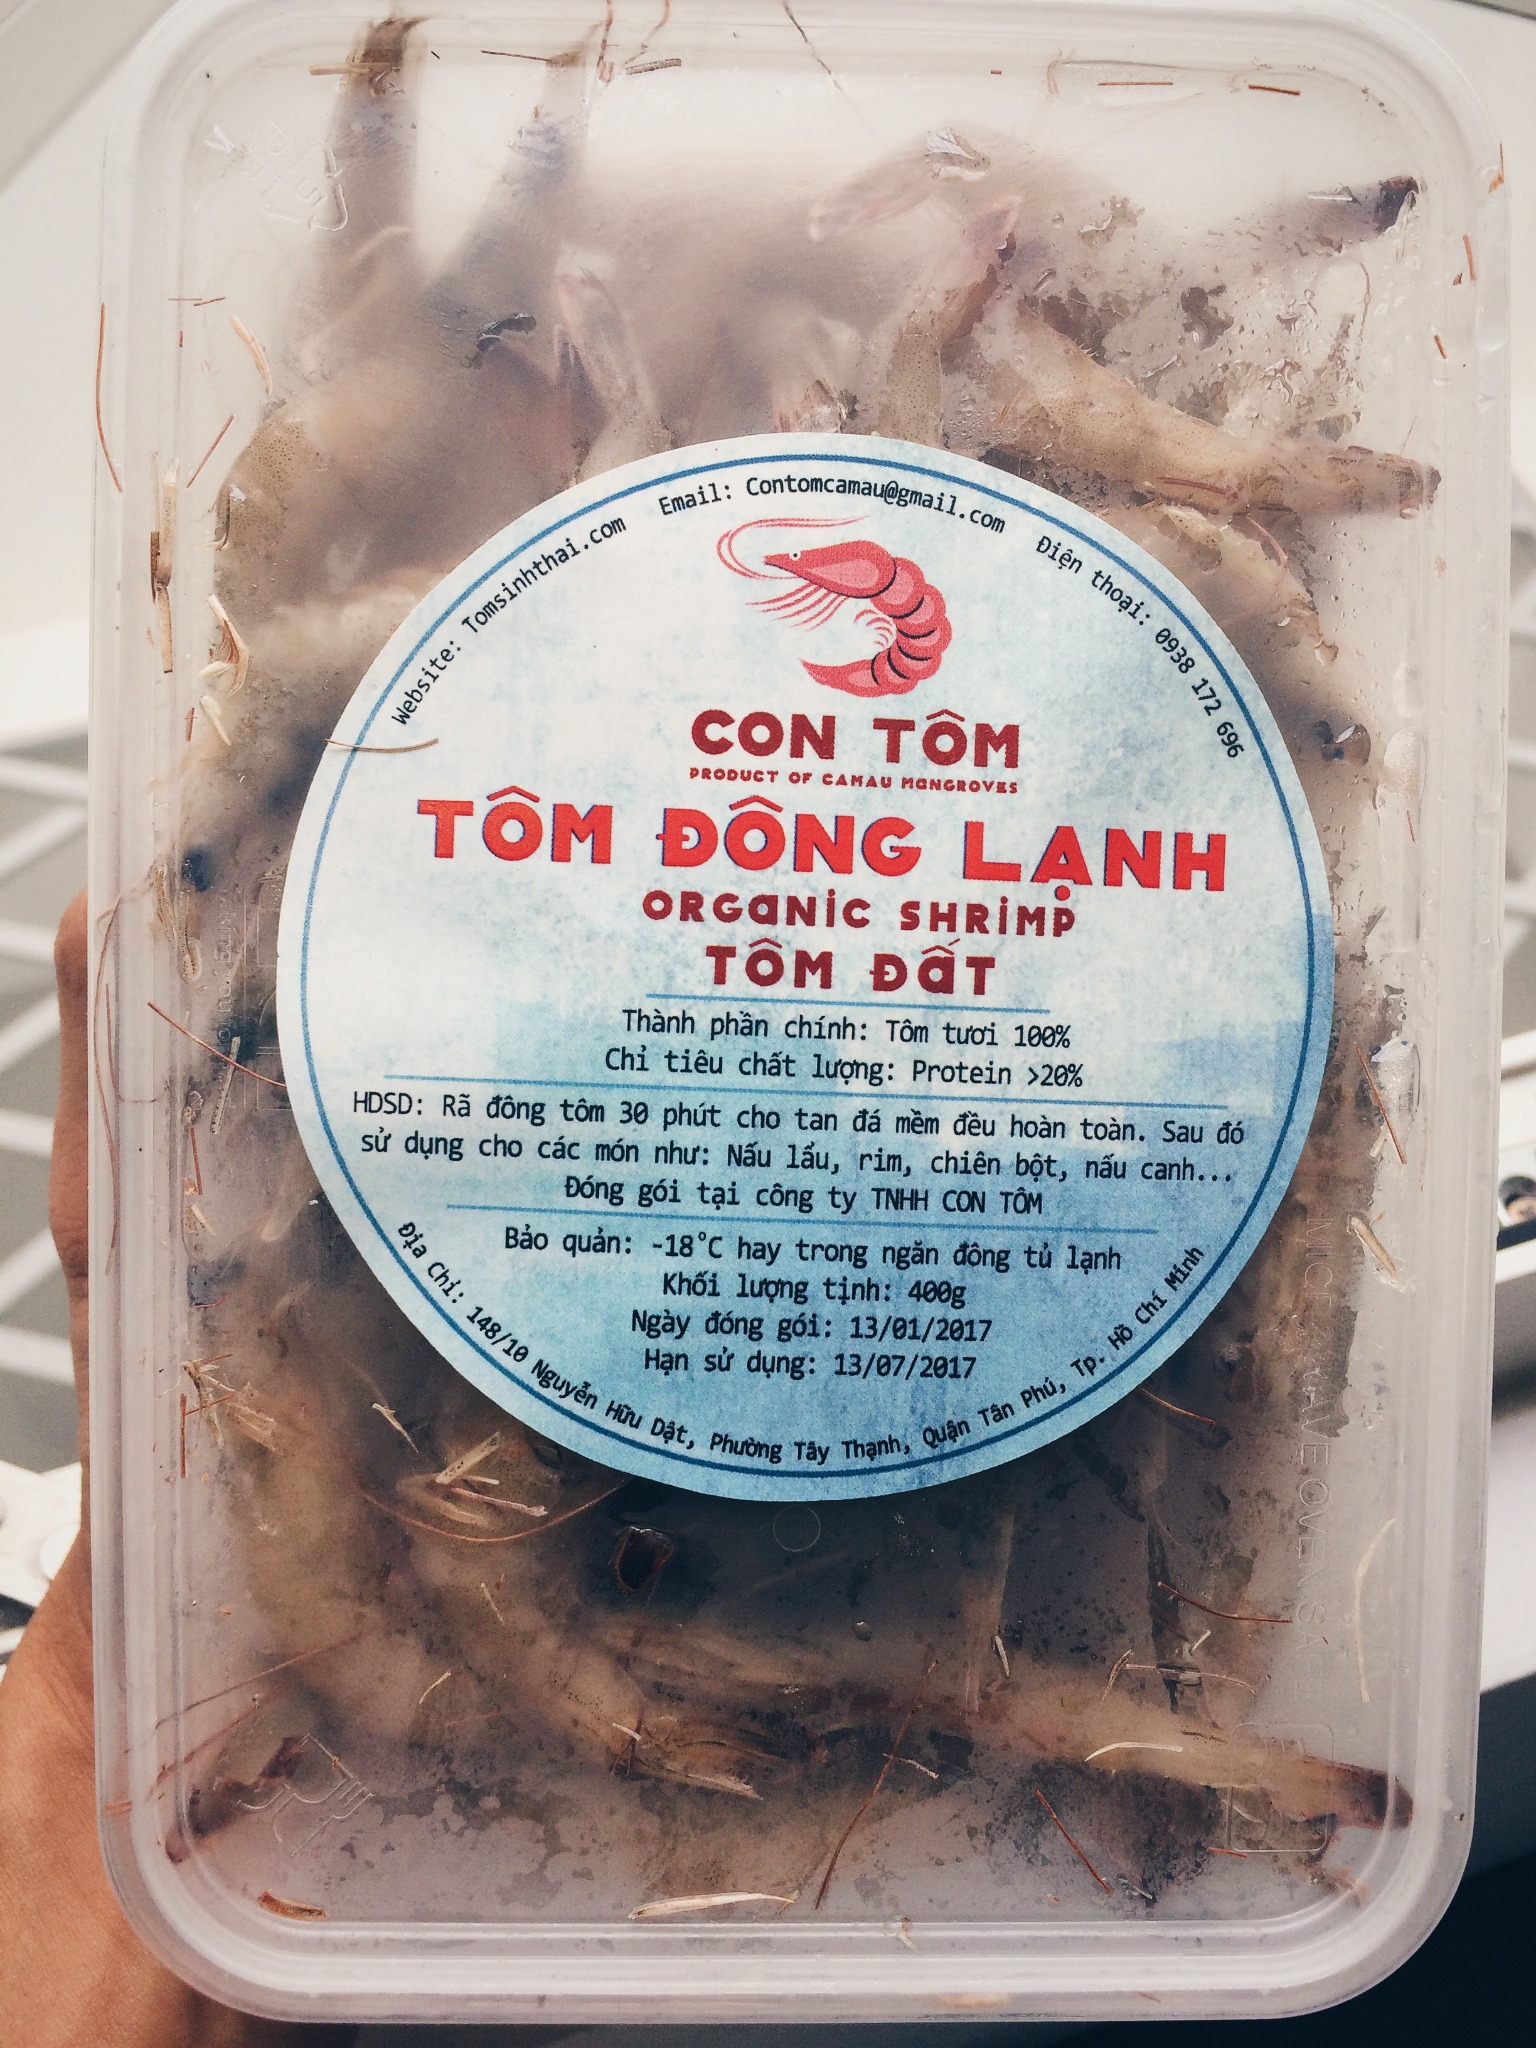 Website: Tomsinhthai.com Email: Contomcamau@gmail.com Điện thoại: 0938 172 696
CON TÔM
PRODUCT OF CAMAU MANGROVES
TÔM ĐÔNG LẠNH
ORGANIC SHRIMP
TÔM ĐẤT
Thành phần chính: Tôm tươi 100%
Chỉ tiêu chất lượng: Protein >20%
HDSD: Rã đông tôm 30 phút cho tan đá mềm đều hoàn toàn. Sau đó
sử dụng cho các món như: Nấu lẩu, rim, chiên bột, nấu canh...
Đóng gói tại công ty TNHH CON TÔM
Bảo quản: -18°C hay trong ngăn đông tủ lạnh
Khối lượng tịnh: 400g
Ngày đóng gói: 13/01/2017
Hạn sử dụng: 13/07/2017
Địa Chỉ: 148/10 Nguyễn Hữu Dật, Phường Tây Thạnh, Quận Tân Phú, Tp. Hồ Chí Minh
MICROWAVE OVEN SAFE